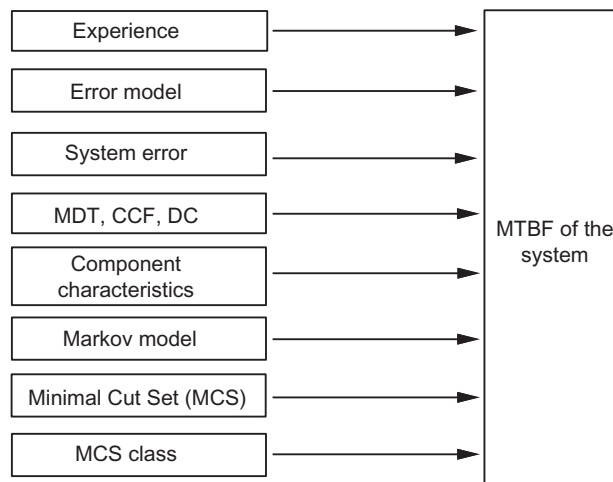 Experience
Error model
System error
MDT, CCF, DC
Component
characteristics
Markov model
Minimal Cut Set (MCS)
MCS class
MTBF of the
system